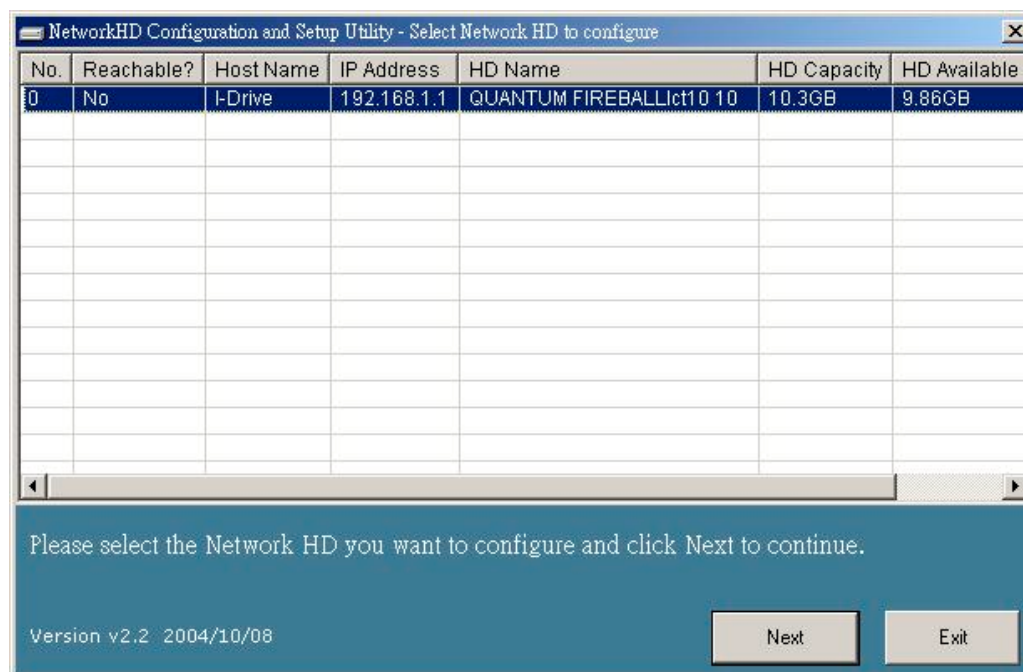 NetworkHD Configuration and Setup Utility - Select Network HD to configure
No. Reachable? Host Name IP Address HD Name HD Capacity HD Available
0 No I-Drive 192.168.1.1 QUANTUM FIREBALLlct10 10 10.3GB 9.86GB
Please select the Network HD you want to configure and click Next to continue.
Version v2.2 2004/10/08
Next Exit